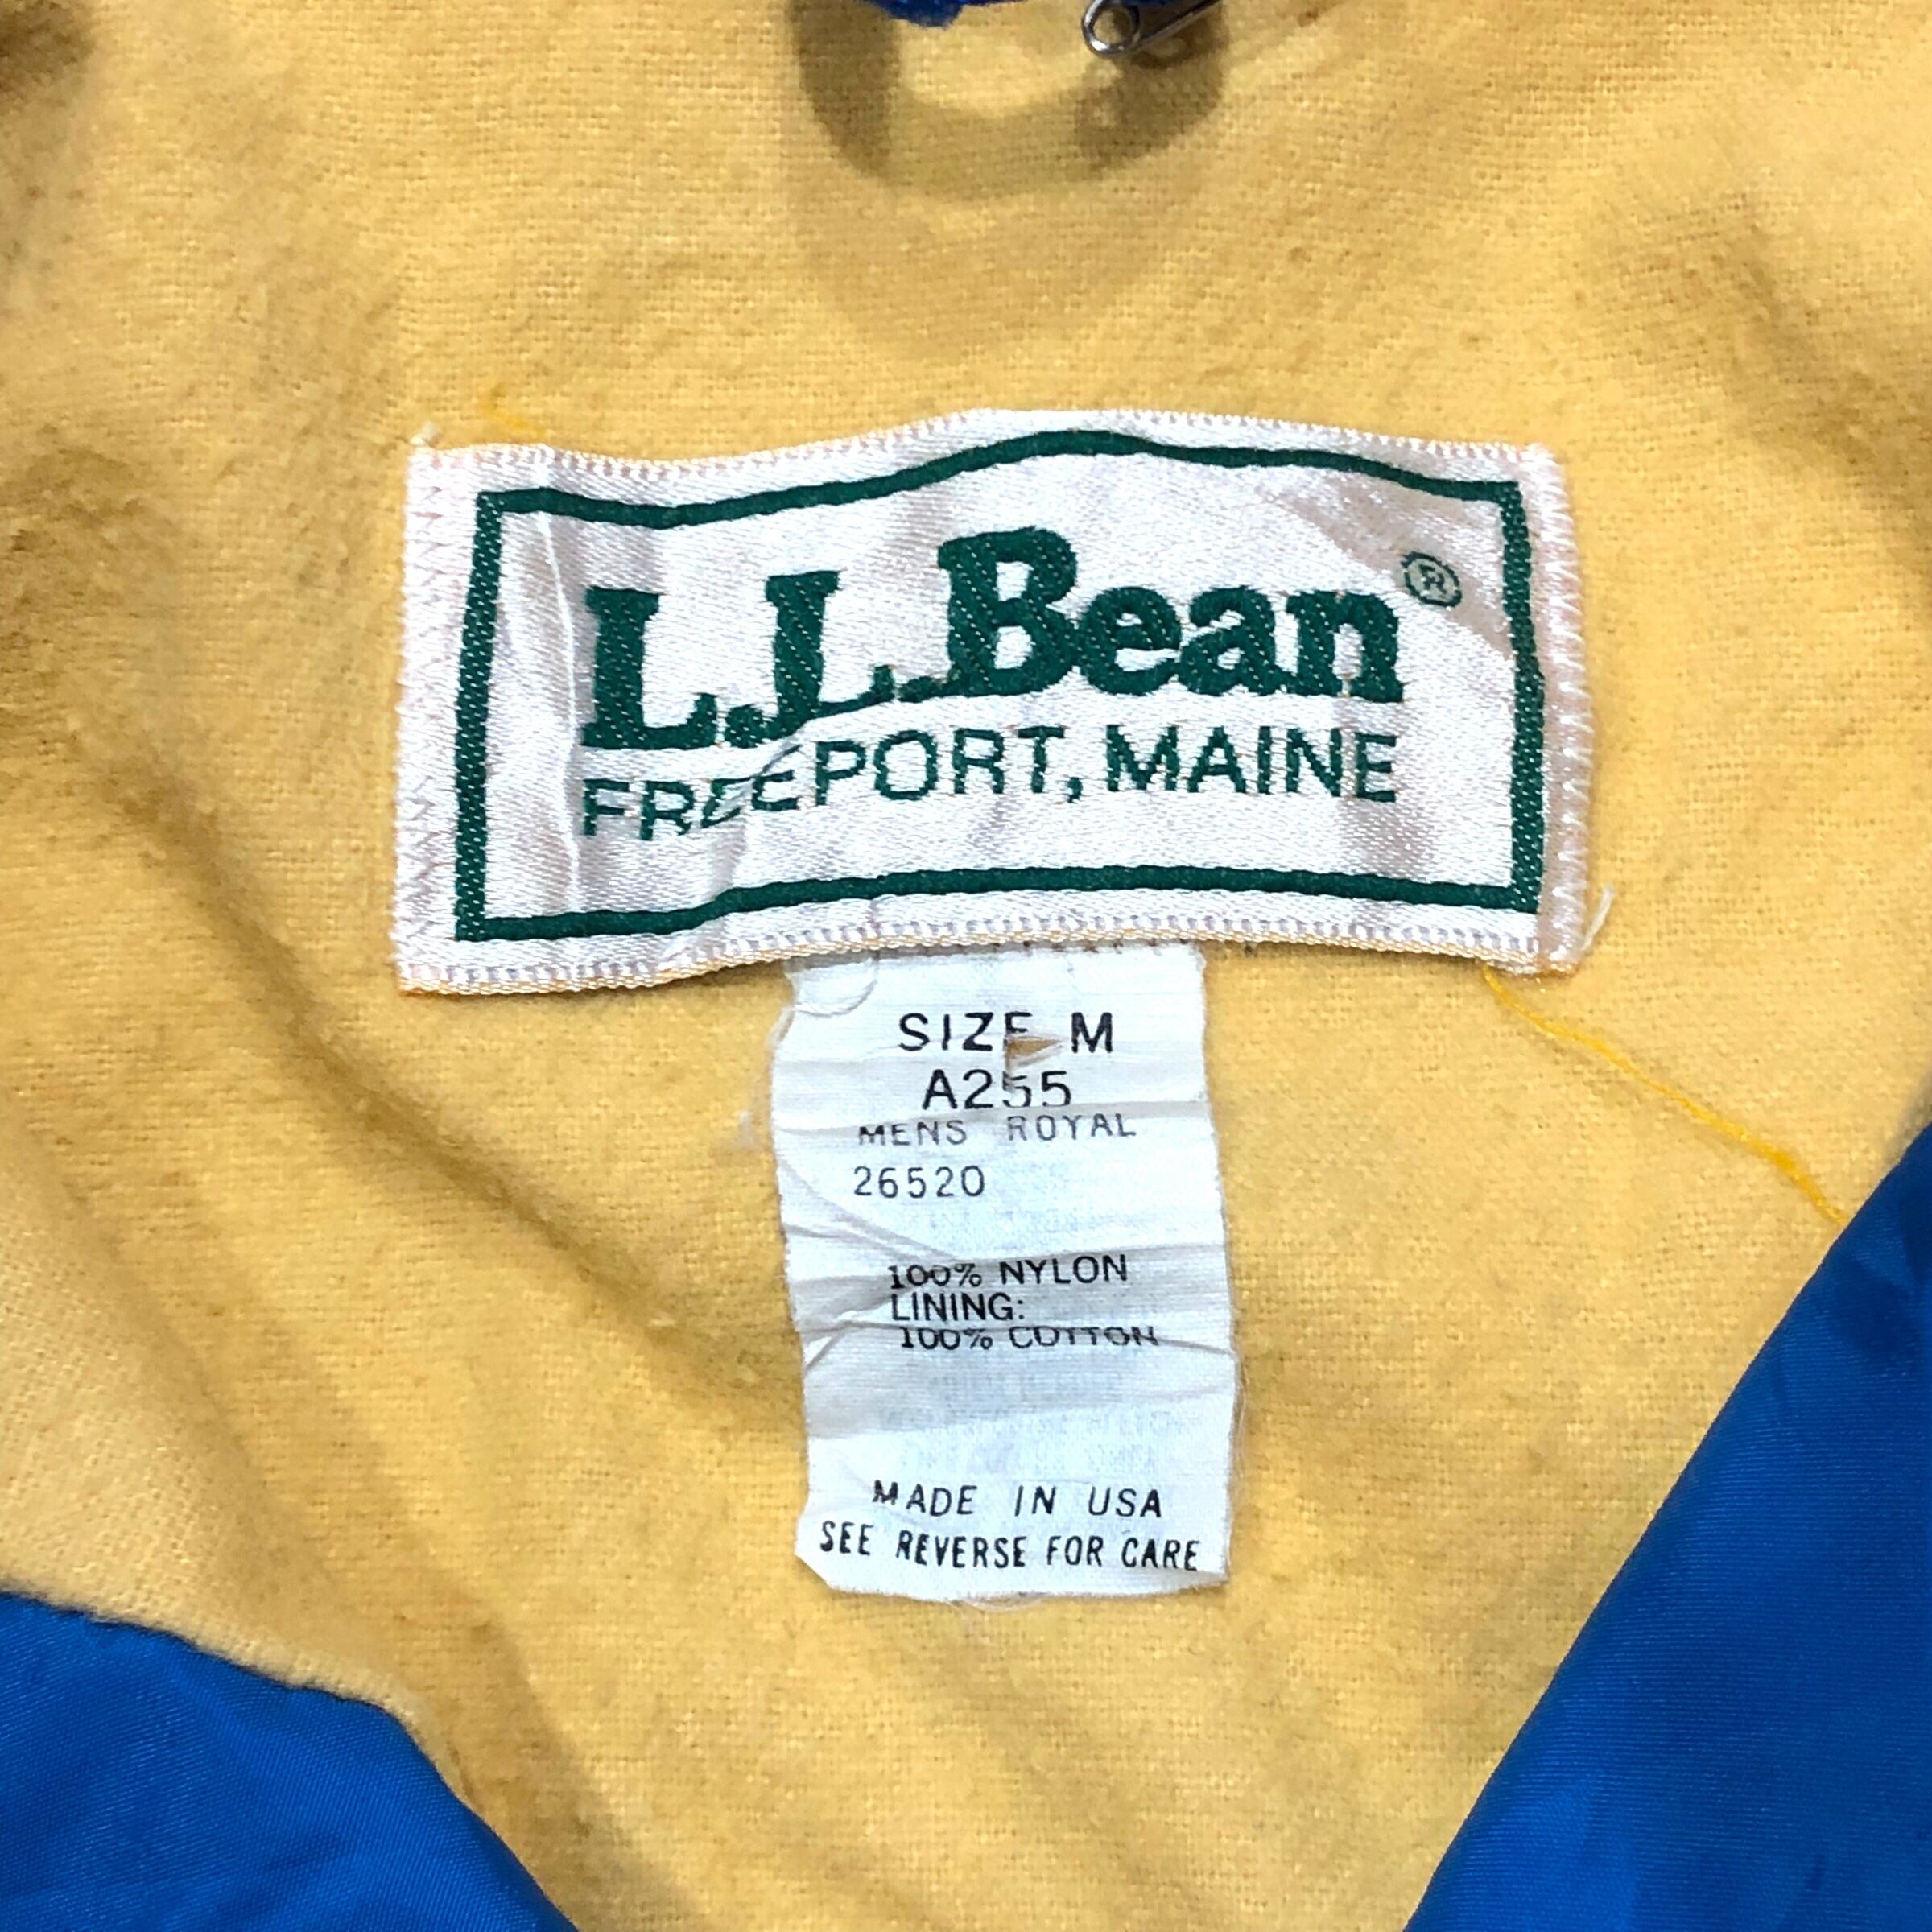 L.L.Bean®
FREEPORT, MAINE
SIZE M
A255
MENS ROYAL
26520
100% NYLON
LINING:
100% COTTON
MADE IN USA
SEE REVERSE FOR CARE